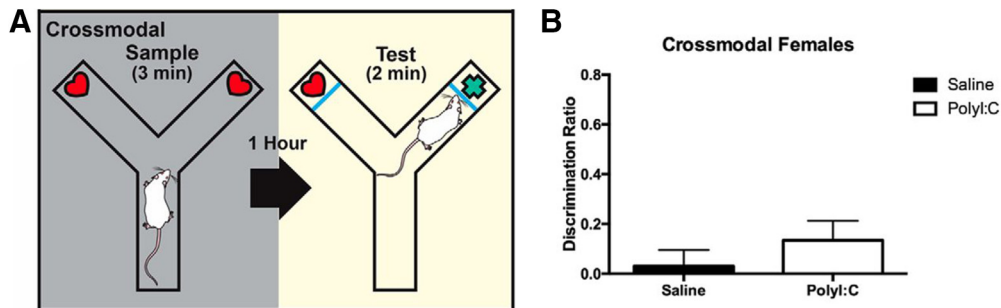 A
Crossmodal
Sample
(3 min)
Test
(2 min)
1 Hour
B
Crossmodal Females
Discrimination Ratio
0.8
0.6
0.4
0.2
0.0
Saline
PolyI:C
Saline
PolyI:C